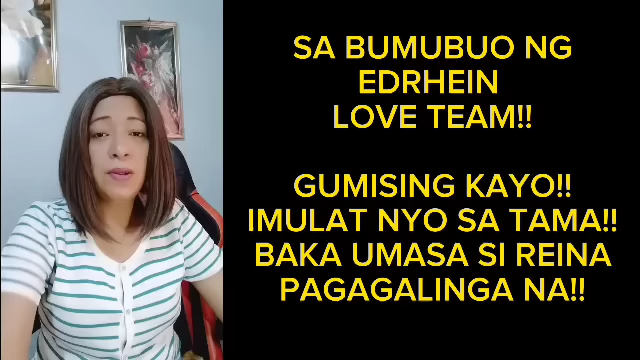 SA BUMUBUO NG
EDRHEIN
LOVE TEAM!!
GUMISING KAYO!!
IMULAT NYO SA TAMA!!
BAKA UMASA SI REINA
PAGAGALINGA NA!!